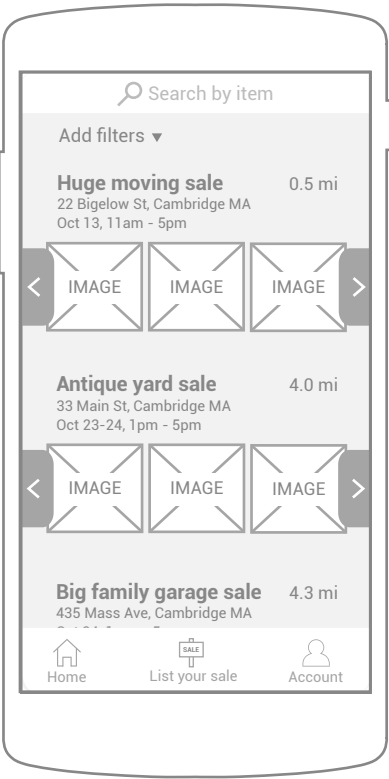 Search by item
Add filters ▼
Huge moving sale 0.5 mi
22 Bigelow St, Cambridge MA
Oct 13, 11am - 5pm
IMAGE IMAGE IMAGE
Antique yard sale 4.0 mi
33 Main St, Cambridge MA
Oct 23-24, 1pm - 5pm
IMAGE IMAGE IMAGE
Big family garage sale 4.3 mi
435 Mass Ave, Cambridge MA
SALE
Home List your sale Account